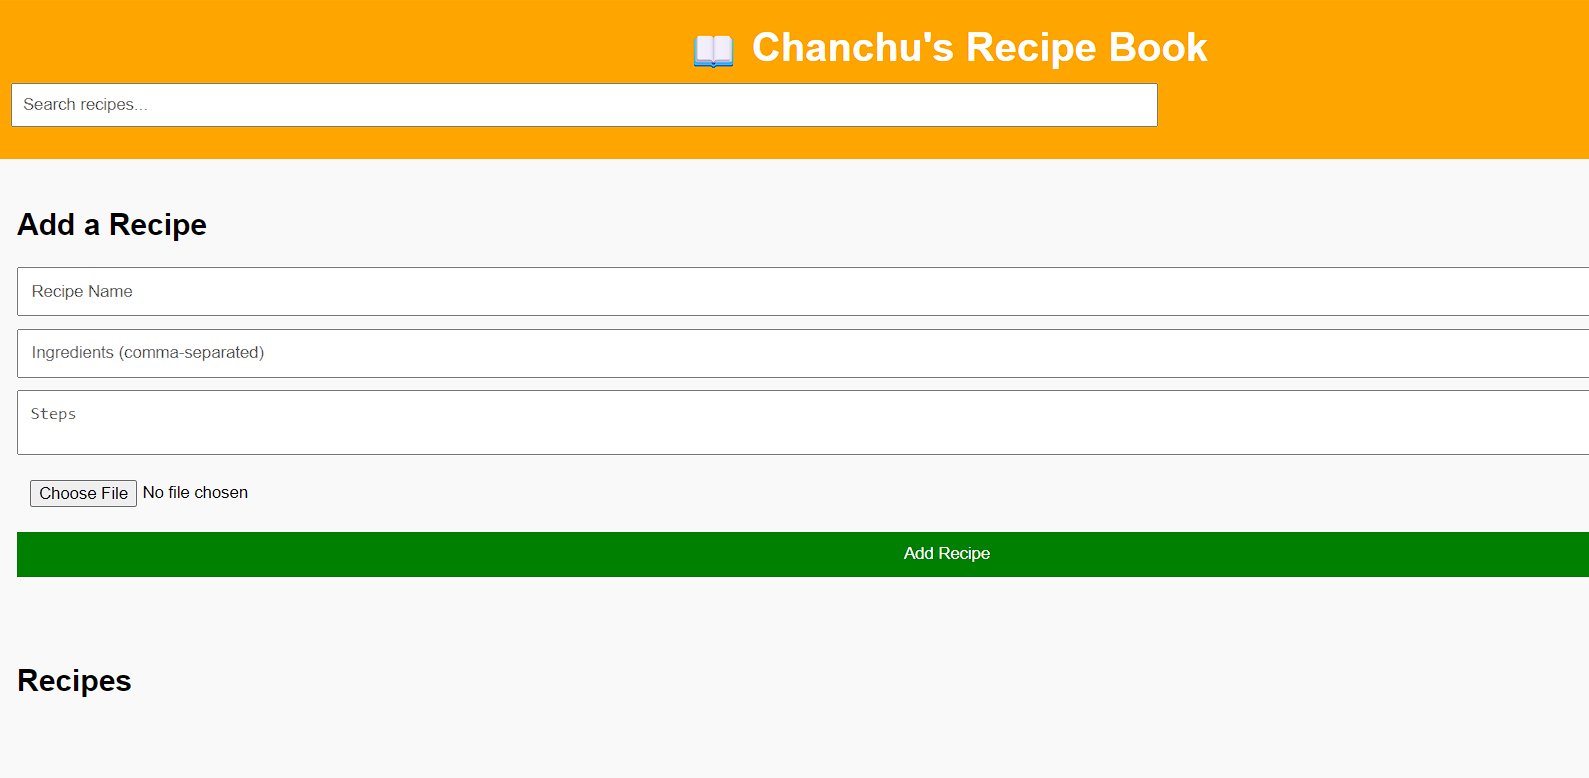 📖 Chanchu's Recipe Book
Search recipes...
Add a Recipe
Recipe Name
Ingredients (comma-separated)
Steps
Choose File No file chosen
Add Recipe
Recipes